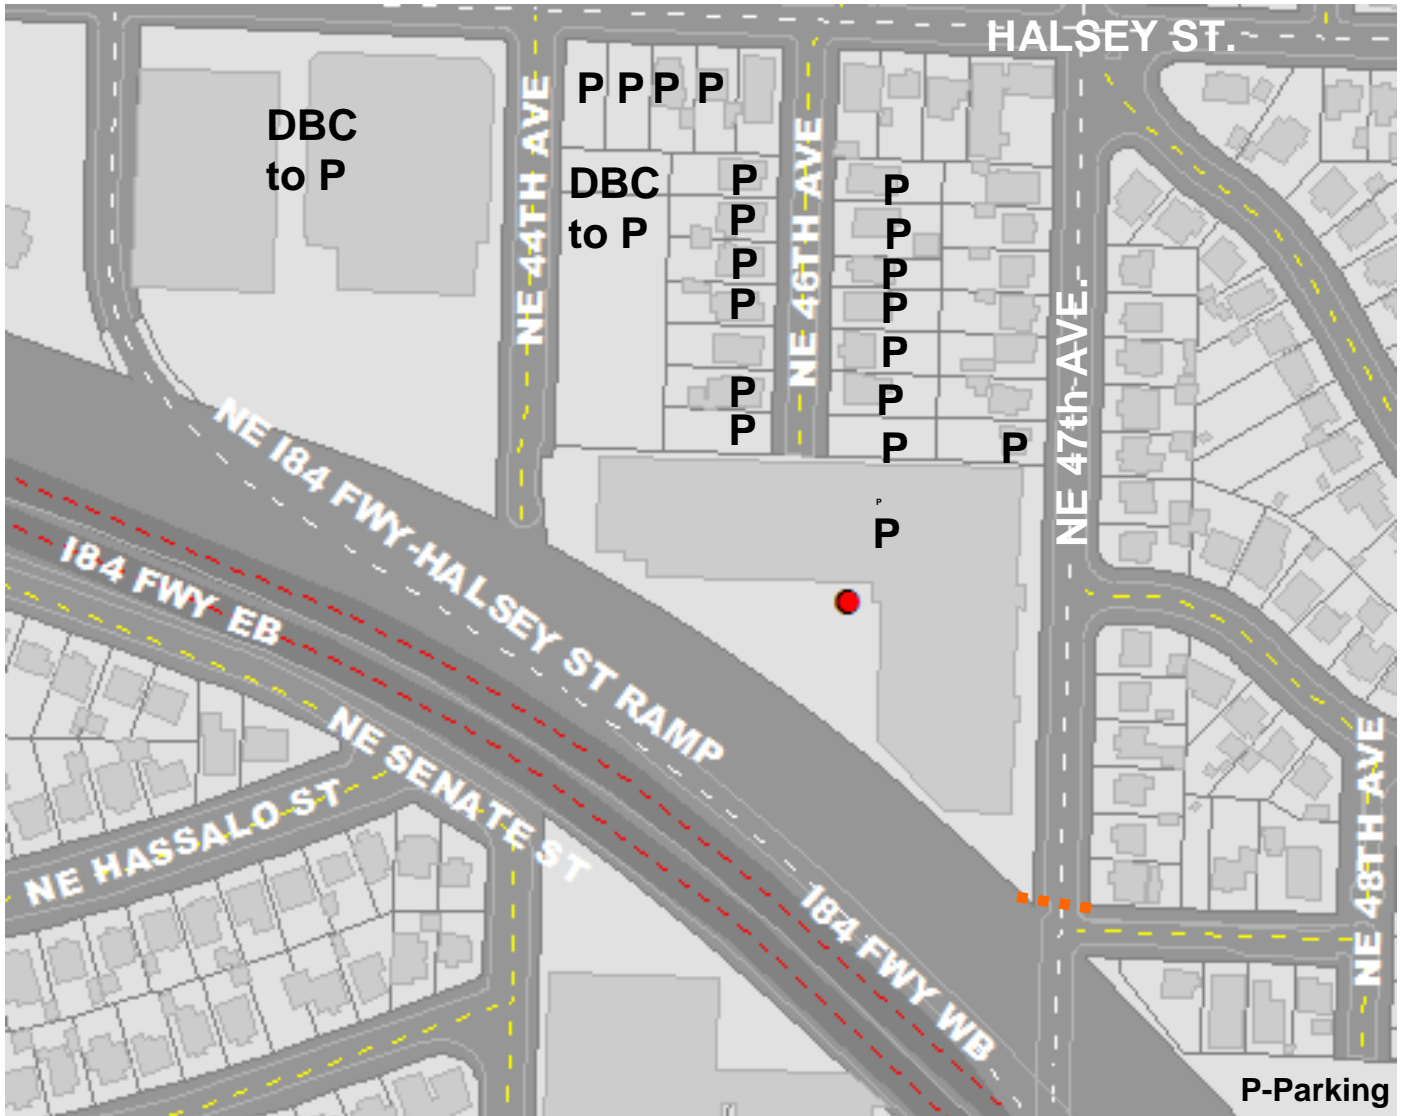 HALSEY ST.
P P P P
DBC
to P
NE 44TH AVE
DBC
to P
P
P
P
P
P
P
NE 46TH AVE
P
P
P
P
P
P
P
P
NE 47th AVE.
P
P
NE I84 FWY-HALSEY ST RAMP
I84 FWY EB
NE SENATE ST
NE HASSALO ST
I84 FWY WB
NE 48TH AVE
P-Parking